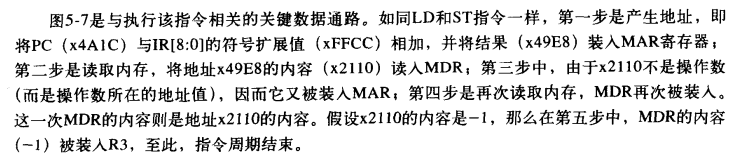 图5-7是与执行该指令相关的关键数据通路。如同LD和ST指令一样，第一步是产生地址，即
将PC（x4A1C）与IR[8:0]的符号扩展值（xFFCC）相加，并将结果（x49E8）装入MAR寄存器；
第二步是读取内存，将地址x49E8的内容（x2110）读入MDR；第三步中，由于x2110不是操作数
（而是操作数所在的地址值），因而它又被装入MAR；第四步是再次读取内存，MDR再次被装入。
这一次MDR的内容则是地址x2110的内容。假设x2110的内容是−1，那么在第五步中，MDR的内容
（−1）被装入R3，至此，指令周期结束。